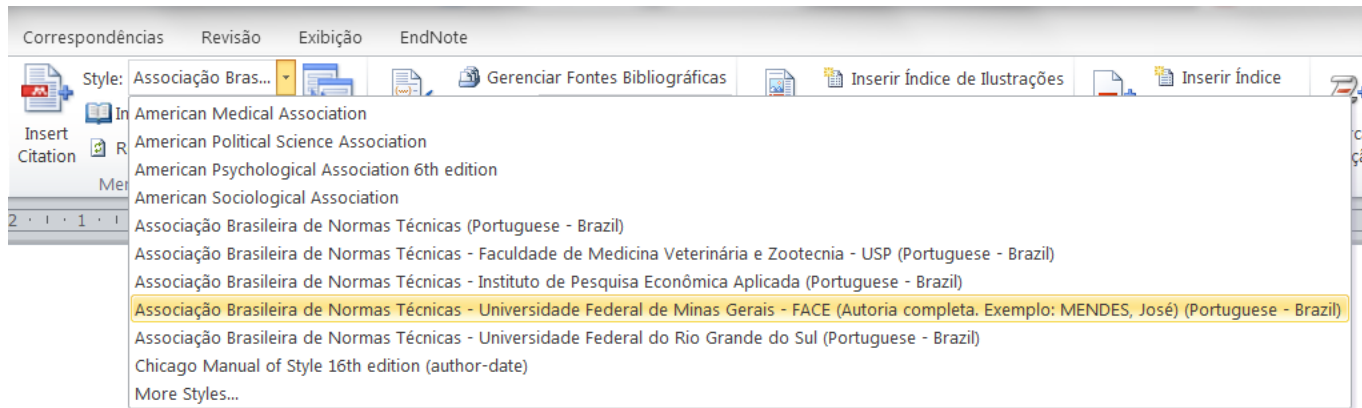 Correspondências Revisão Exibição EndNote
Style: Associação Bras... Gerenciar Fontes Bibliográficas Inserir Índice de Ilustrações Inserir Índice
Insert
Citation
American Medical Association
American Political Science Association
American Psychological Association 6th edition
American Sociological Association
2 · 1 · 1 · 1
Associação Brasileira de Normas Técnicas (Portuguese - Brazil)
Associação Brasileira de Normas Técnicas - Faculdade de Medicina Veterinária e Zootecnia - USP (Portuguese - Brazil)
Associação Brasileira de Normas Técnicas - Instituto de Pesquisa Econômica Aplicada (Portuguese - Brazil)
Associação Brasileira de Normas Técnicas - Universidade Federal de Minas Gerais - FACE (Autoria completa. Exemplo: MENDES, José) (Portuguese - Brazil)
Associação Brasileira de Normas Técnicas - Universidade Federal do Rio Grande do Sul (Portuguese - Brazil)
Chicago Manual of Style 16th edition (author-date)
More Styles...